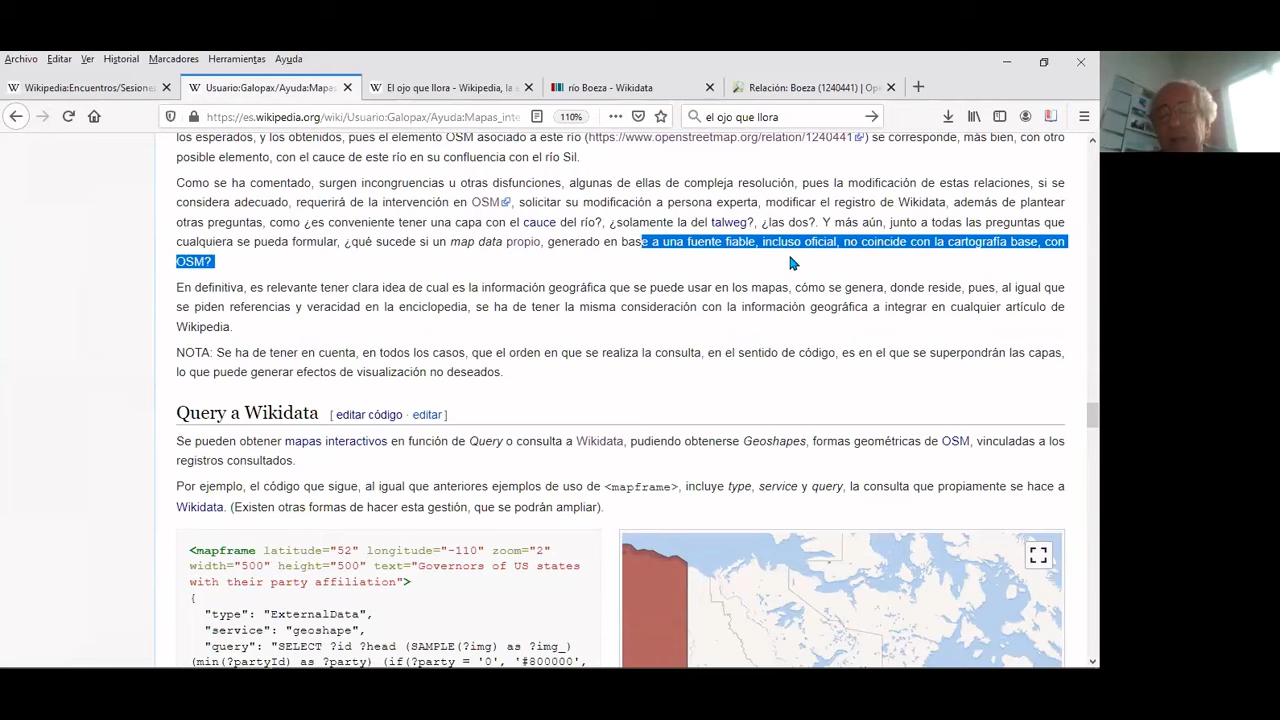 Archivo Editar Ver Historial Marcadores Herramientas Ayuda
Wikipedia:Encuentros/Sesione
Usuario:Galopax/Ayuda:Mapas
El ojo que llora - Wikipedia, la e
río Boeza - Wikidata
Relación: Boeza (1240441) | Ope
https://es.wikipedia.org/wiki/Usuario:Galopax/Ayuda:Mapas_inte
110%
el ojo que llora
los esperados, y los obtenidos, pues el elemento OSM asociado a este río (https://www.openstreetmap.org/relation/1240441) se corresponde, más bien, con otro
posible elemento, con el cauce de este río en su confluencia con el río Sil.
Como se ha comentado, surgen incongruencias u otras disfunciones, algunas de ellas de compleja resolución, pues la modificación de estas relaciones, si se
considera adecuado, requerirá de la intervención en OSM, solicitar su modificación a persona experta, modificar el registro de Wikidata, además de plantear
otras preguntas, como ¿es conveniente tener una capa con el cauce del río?, ¿solamente la del talweg?, ¿las dos?. Y más aún, junto a todas las preguntas que
cualquiera se pueda formular, ¿qué sucede si un map data propio, generado en base a una fuente fiable, incluso oficial, no coincide con la cartografía base, con
OSM?
En definitiva, es relevante tener clara idea de cual es la información geográfica que se puede usar en los mapas, cómo se genera, donde reside, pues, al igual que
se piden referencias y veracidad en la enciclopedia, se ha de tener la misma consideración con la información geográfica a integrar en cualquier artículo de
Wikipedia.
NOTA: Se ha de tener en cuenta, en todos los casos, que el orden en que se realiza la consulta, en el sentido de código, es en el que se superpondrán las capas,
lo que puede generar efectos de visualización no deseados.
Query a Wikidata [ editar código · editar ]
Se pueden obtener mapas interactivos en función de Query o consulta a Wikidata, pudiendo obtenerse Geoshapes, formas geométricas de OSM, vinculadas a los
registros consultados.
Por ejemplo, el código que sigue, al igual que anteriores ejemplos de uso de <mapframe>, incluye type, service y query, la consulta que propiamente se hace a
Wikidata. (Existen otras formas de hacer esta gestión, que se podrán ampliar).
<mapframe latitude="52" longitude="-110" zoom="2"
width="500" height="500" text="Governors of US states
with their party affiliation">
{
"type": "ExternalData",
"service": "geoshape",
"query": "SELECT ?id ?head (SAMPLE(?img) as ?img_)
(min(?partyId) as ?party) (if(?party = '0', '#800000',